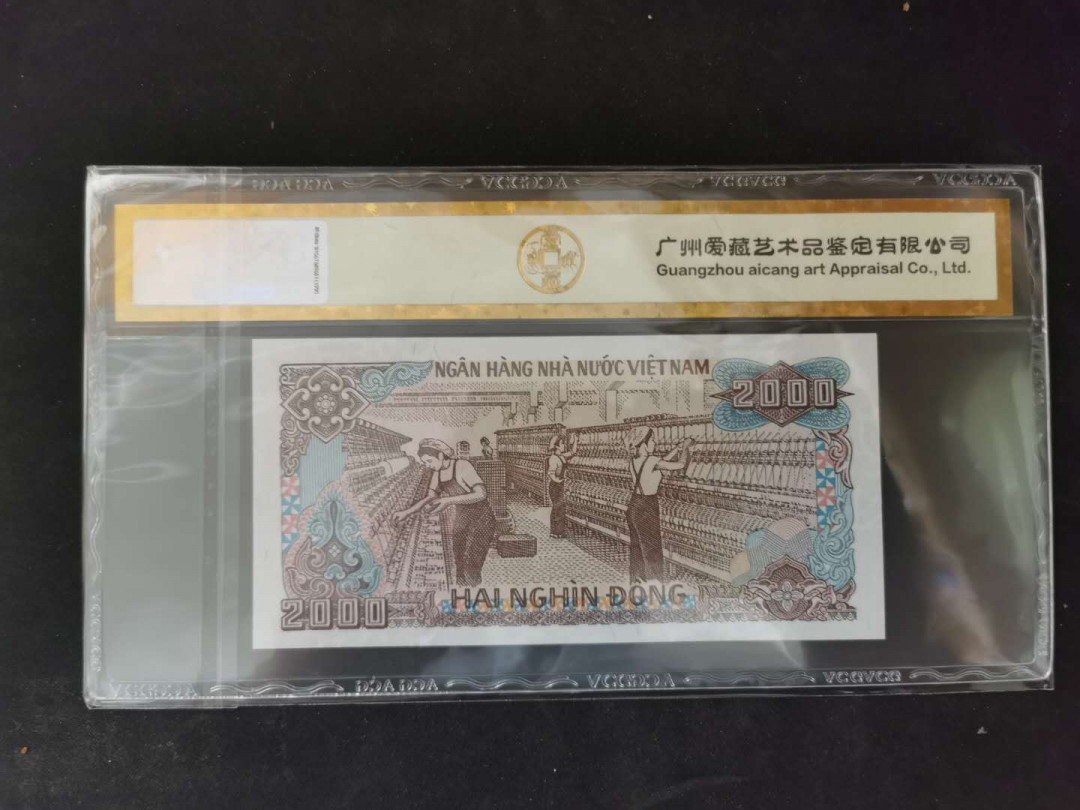 广州爱藏艺术品鉴定有限公司
Guangzhou aicang art Appraisal Co., Ltd.
NGÂN HÀNG NHÀ NƯỚC VIỆT NAM
2000
HAI NGHÌN ĐỒNG
2000